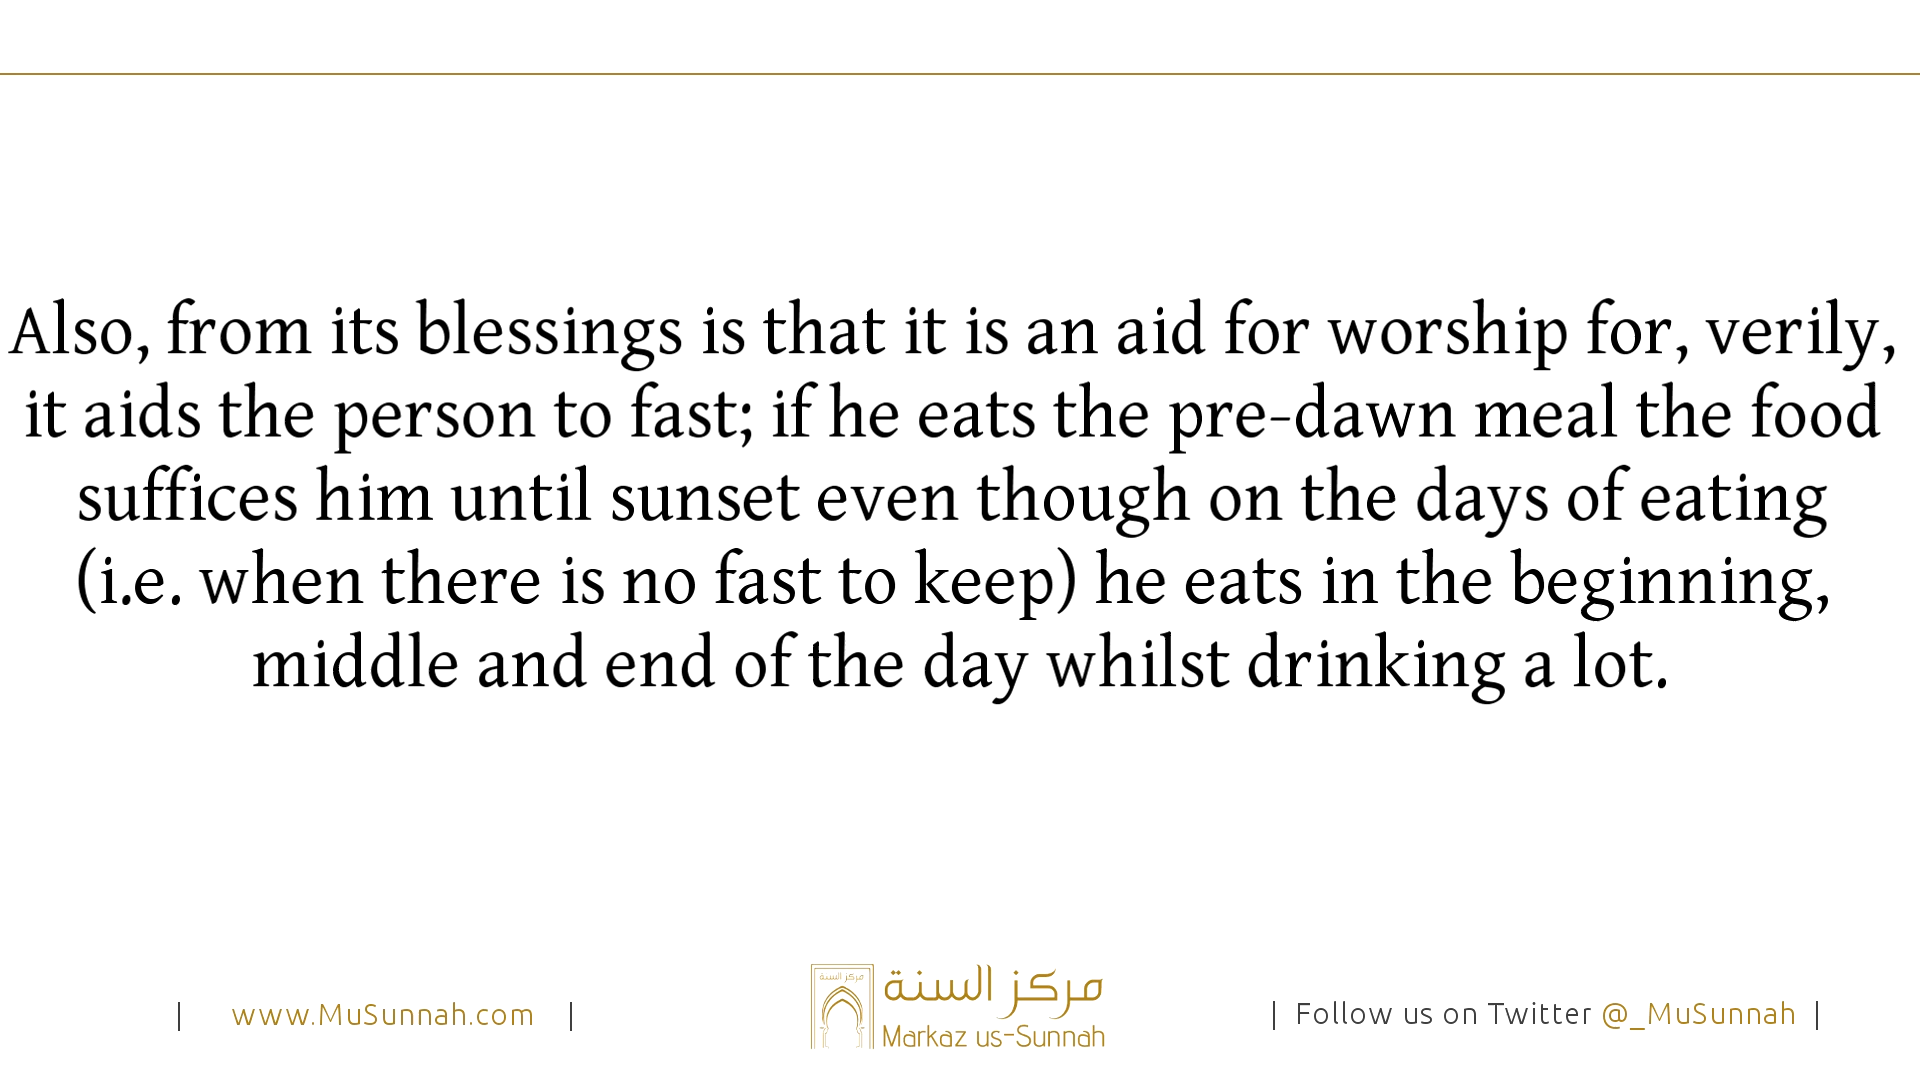 Also, from its blessings is that it is an aid for worship for, verily,
it aids the person to fast; if he eats the pre-dawn meal the food
suffices him until sunset even though on the days of eating
(i.e. when there is no fast to keep) he eats in the beginning,
middle and end of the day whilst drinking a lot.
| www.MuSunnah.com |
مركز السنة
مركز السنة
Markaz us-Sunnah
| Follow us on Twitter @_MuSunnah |